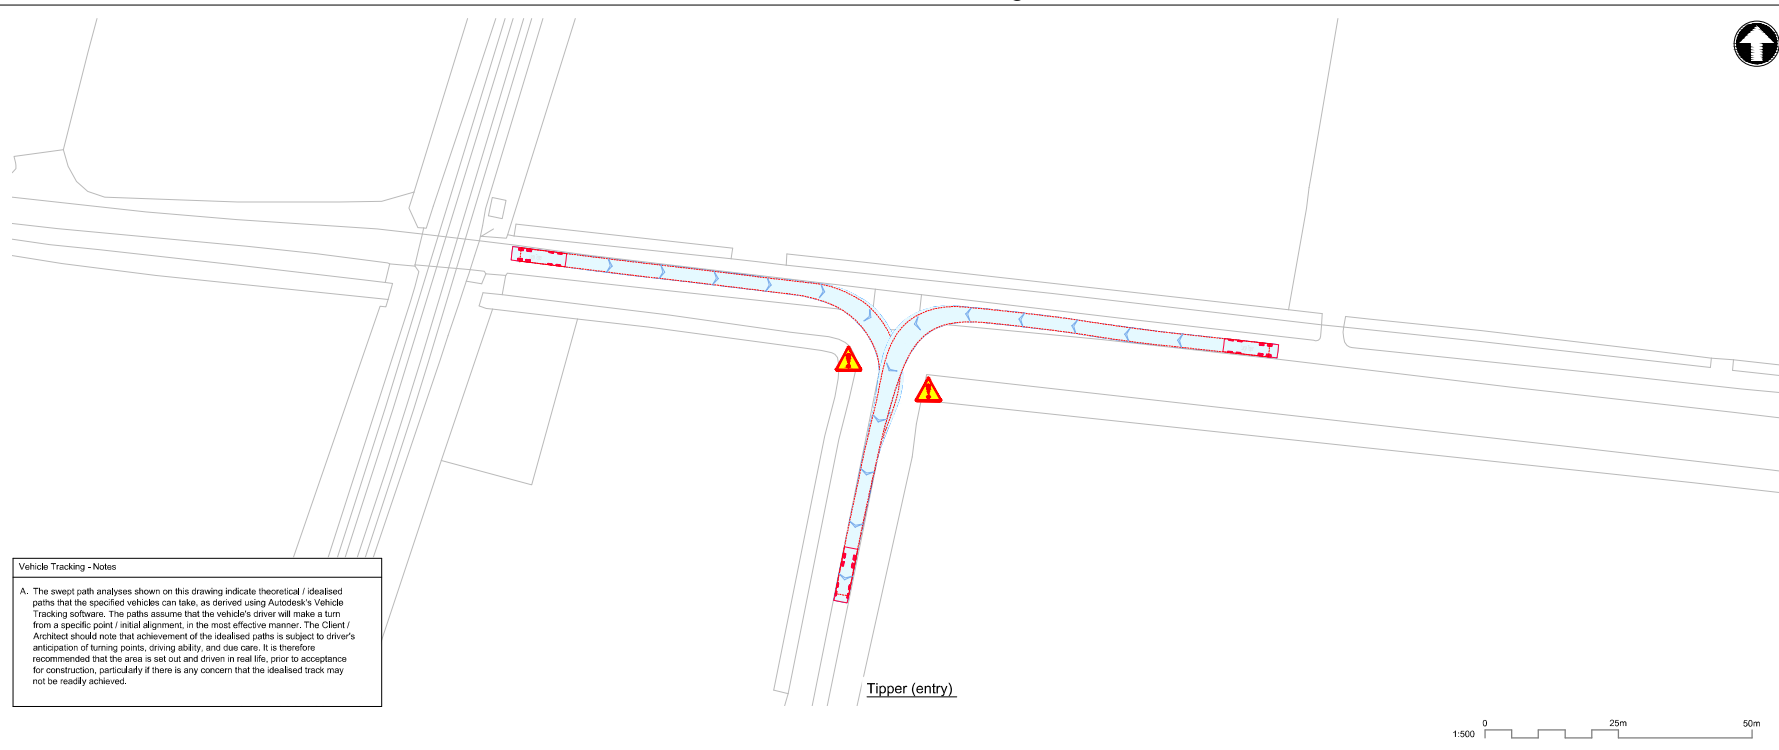 Vehicle Tracking - Notes
A. The swept path analyses shown on this drawing indicate theoretical / idealised
paths that the specified vehicles can take, as derived using Autodesk's Vehicle
Tracking software. The paths assume that the vehicle's driver will make a turn
from a specific point / initial alignment, in the most effective manner. The Client /
Architect should note that achievement of the idealised paths is subject to driver's
anticipation of turning points, driving ability, and due care. It is therefore
recommended that the area is set out and driven in real life, prior to acceptance
for construction, particularly if there is any concern that the idealised track may
not be readily achieved.
Tipper (entry)
0 25m 50m
1:500